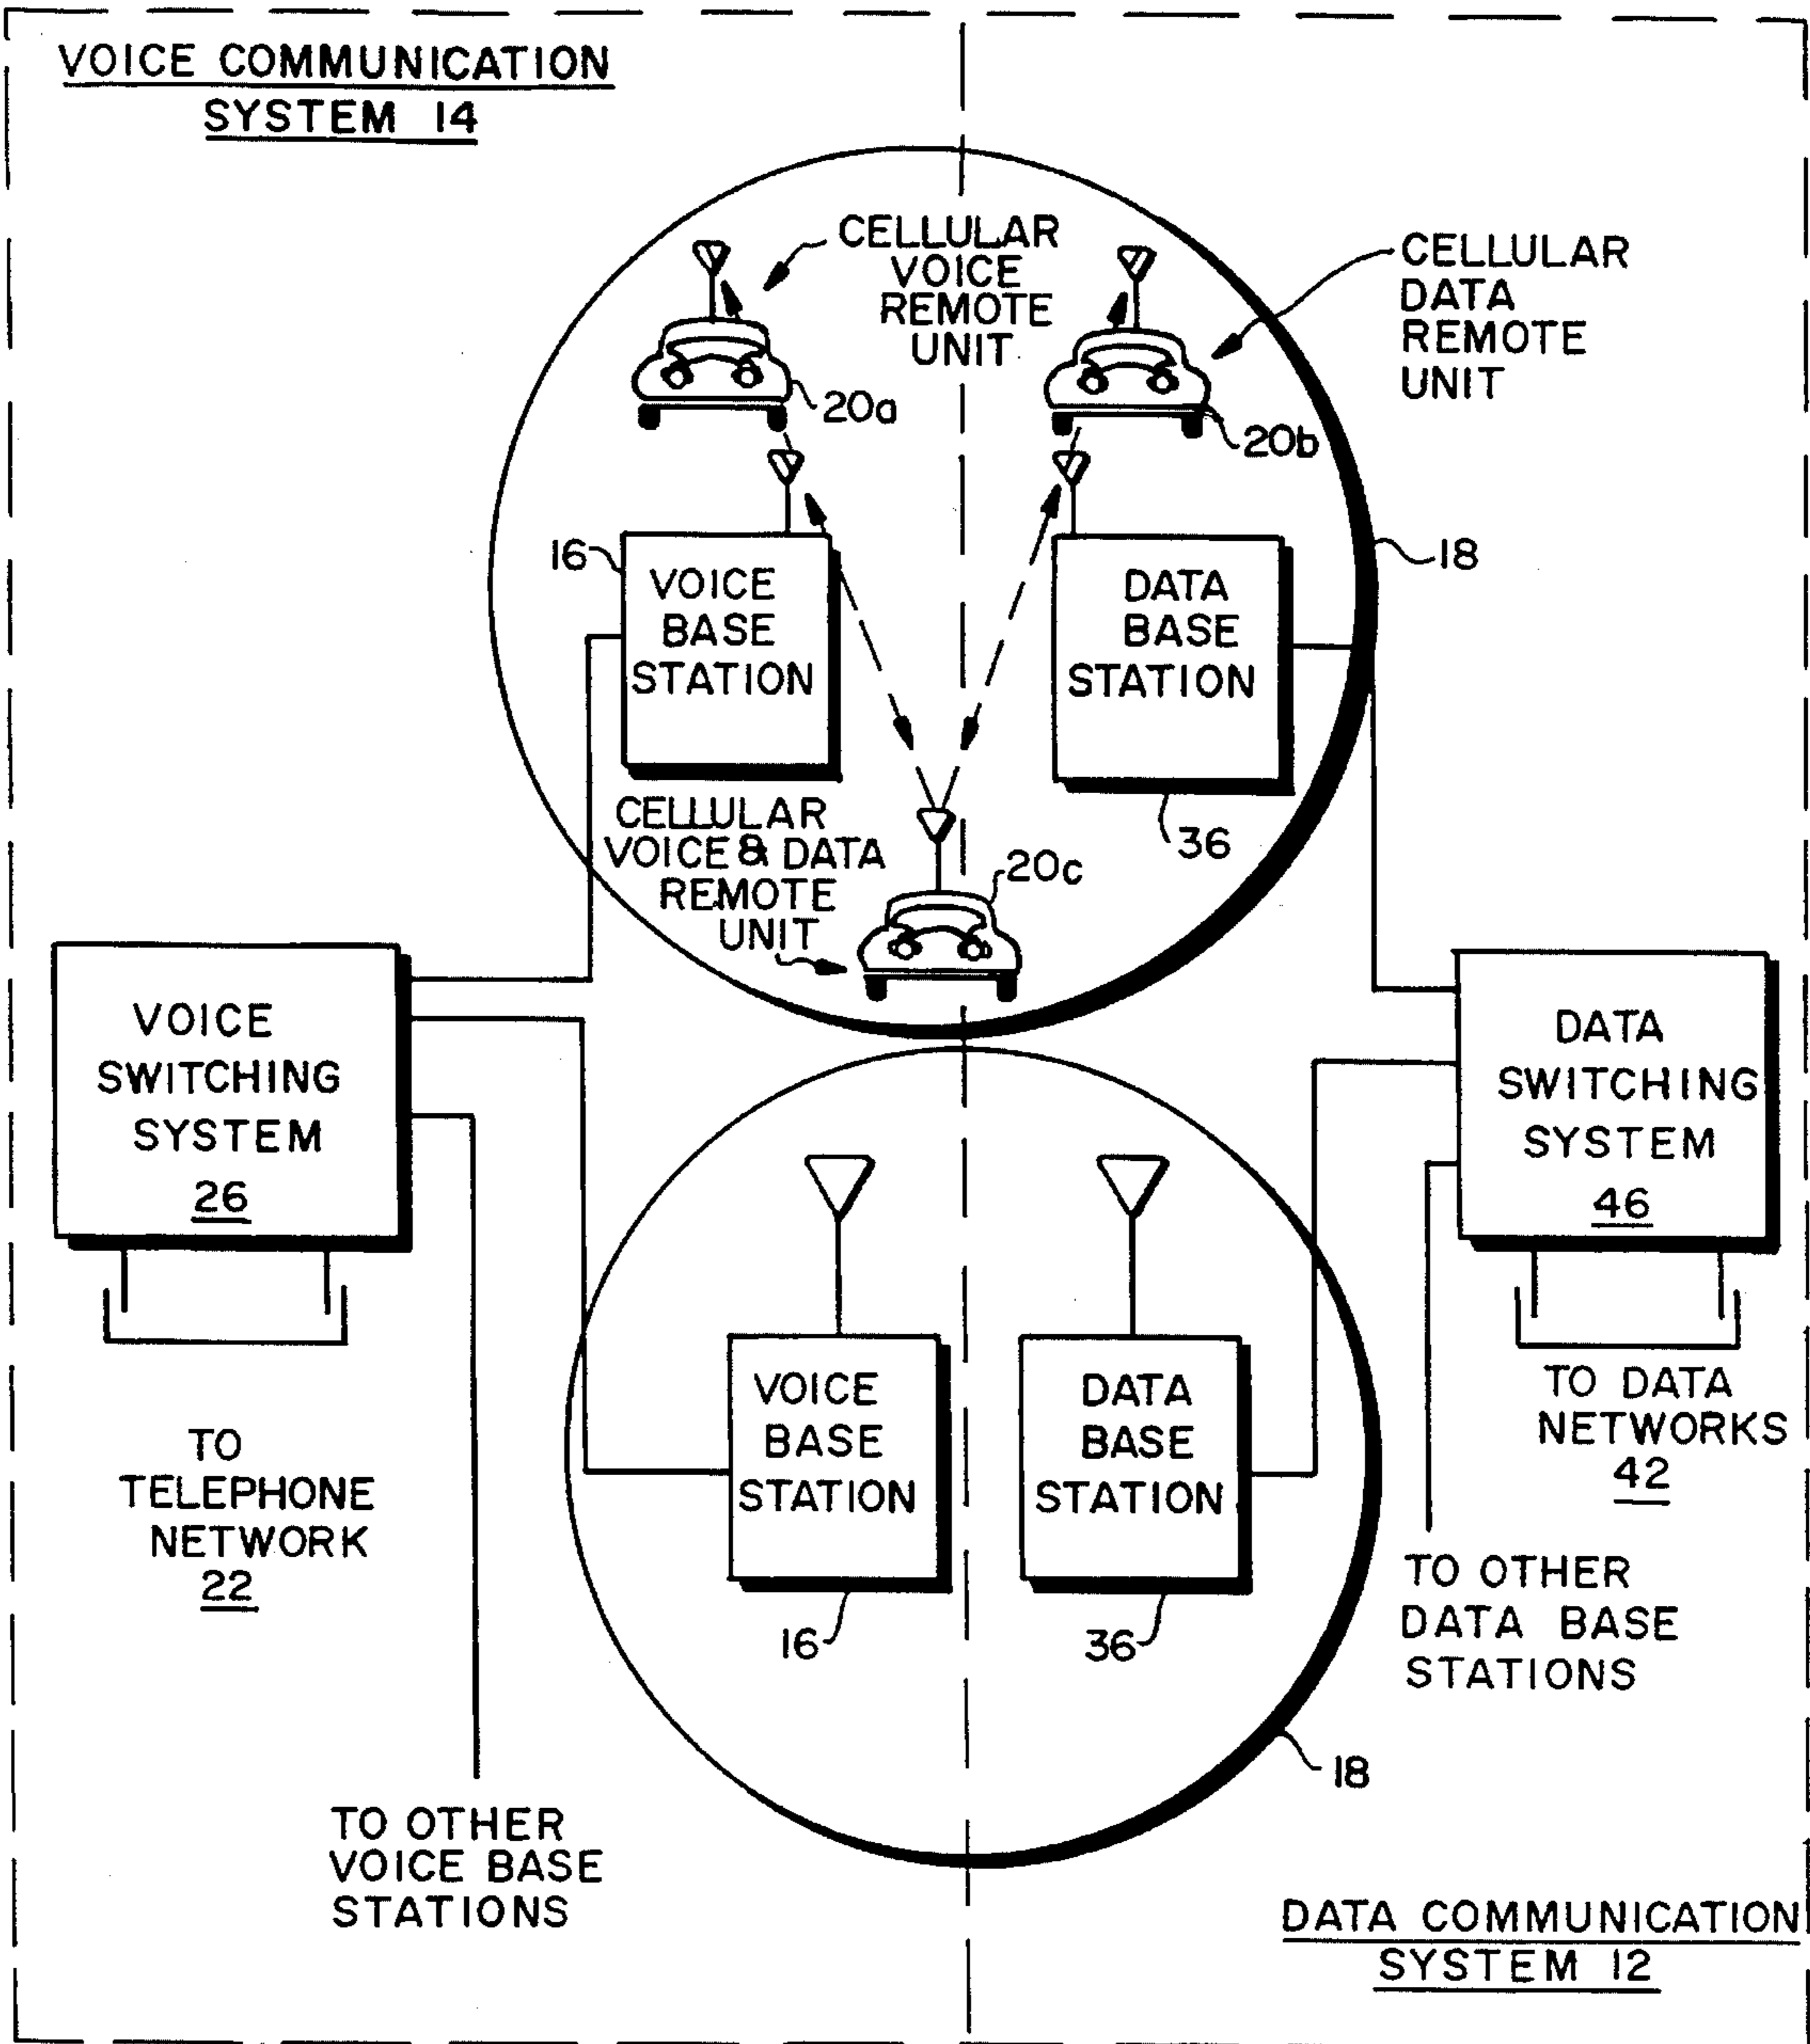 VOICE COMMUNICATION
SYSTEM 14
CELLULAR
VOICE
REMOTE
UNIT
CELLULAR
DATA
REMOTE
UNIT
20a
20b
16
VOICE
BASE
STATION
DATA
BASE
STATION
18
36
CELLULAR
VOICE & DATA
REMOTE
UNIT
20c
VOICE
SWITCHING
SYSTEM
26
DATA
SWITCHING
SYSTEM
46
VOICE
BASE
STATION
DATA
BASE
STATION
16
36
18
TO
TELEPHONE
NETWORK
22
TO DATA
NETWORKS
42
TO OTHER
DATA BASE
STATIONS
TO OTHER
VOICE BASE
STATIONS
DATA COMMUNICATION
SYSTEM 12